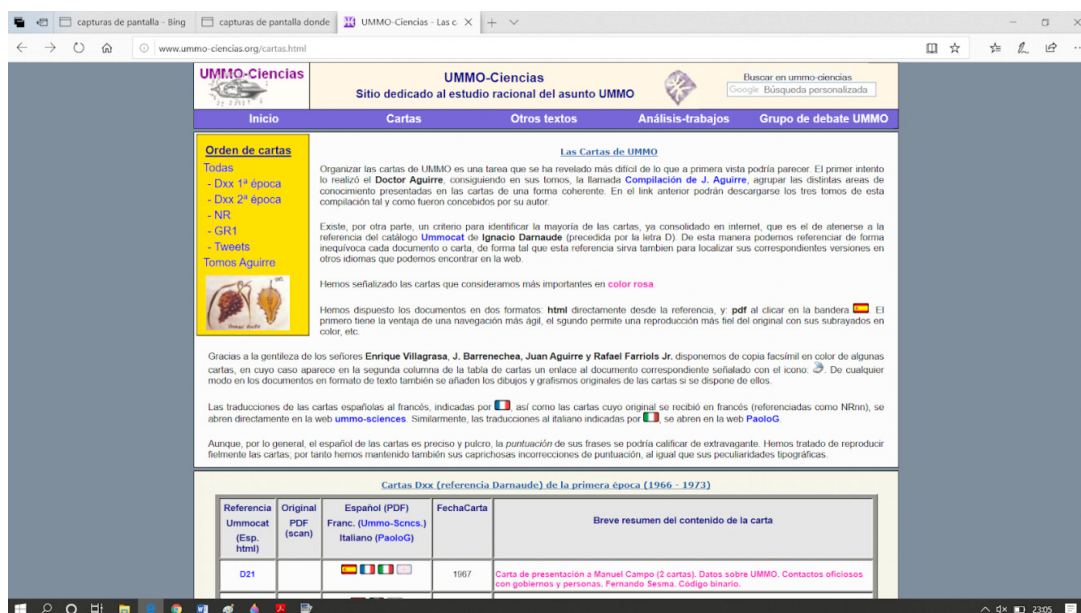 capturas de pantalla - Bing
capturas de pantalla donde
UMMO-Ciencias - Las c
www.ummo-ciencias.org/cartas.html
UMMO-Ciencias
UMMO-Ciencias
Sitio dedicado al estudio racional del asunto UMMO
Buscar en ummo-ciencias
Google Búsqueda personalizada
Inicio Cartas Otros textos Análisis-trabajos Grupo de debate UMMO
Orden de cartas
Todas
- Dxx 1ª época
- Dxx 2ª época
- NR
- GR1
- Tweets
Tomos Aguirre
Las Cartas de UMMO
Organizar las cartas de UMMO es una tarea que se ha revelado más difícil de lo que a primera vista podría parecer. El primer intento
lo realizó el Doctor Aguirre, consiguiendo en sus tomos, la llamada Compilación de J. Aguirre, agrupar las distintas areas de
conocimiento presentadas en las cartas de una forma coherente. En el link anterior podrán descargarse los tres tomos de esta
compilación tal y como fueron concebidos por su autor.
Existe, por otra parte, un criterio para identificar la mayoría de las cartas, ya consolidado en internet, que es el de atenerse a la
referencia del catálogo Ummocat de Ignacio Darnaude (precedida por la letra D). De esta manera podemos referenciar de forma
inequívoca cada documento o carta, de forma tal que esta referencia sirva tambien para localizar sus correspondientes versiones en
otros idiomas que podemos encontrar en la web.
Hemos señalizado las cartas que consideramos más importantes en color rosa.
Hemos dispuesto los documentos en dos formatos: html directamente desde la referencia, y: pdf al clicar en la bandera. El
primero tiene la ventaja de una navegación más ágil, el sgundo permite una reproducción más fiel del original con sus subrayados en
color, etc.
Gracias a la gentileza de los señores Enrique Villagrasa, J. Barrenechea, Juan Aguirre y Rafael Farriols Jr. disponemos de copia facsímil en color de algunas
cartas, en cuyo caso aparece en la segunda columna de la tabla de cartas un enlace al documento correspondiente señalado con el icono: . De cualquier
modo en los documentos en formato de texto también se añaden los dibujos y grafismos originales de las cartas si se dispone de ellos.
Las traducciones de las cartas españolas al francés, indicadas por , así como las cartas cuyo original se recibió en francés (referenciadas como NRnn), se
abren directamente en la web ummo-sciences. Similarmente, las traducciones al italiano indicadas por , se abren en la web PaoloG.
Aunque, por lo general, el español de las cartas es preciso y pulcro, la puntuación de sus frases se podría calificar de extravagante. Hemos tratado de reproducir
fielmente las cartas; por tanto hemos mantenido también sus caprichosas incorrecciones de puntuación, al igual que sus peculiaridades tipográficas.
Cartas Dxx (referencia Darnaude) de la primera época (1966 - 1973)
Referencia Ummocat (Esp. html)
Original PDF (scan)
Español (PDF) Franc. (Ummo-Scncs.) Italiano (PaoloG)
FechaCarta
Breve resumen del contenido de la carta
D21
1967
Carta de presentación a Manuel Campo (2 cartas). Datos sobre UMMO. Contactos oficiosos
con gobiernos y personas. Fernando Sesma. Código binario.
23:05